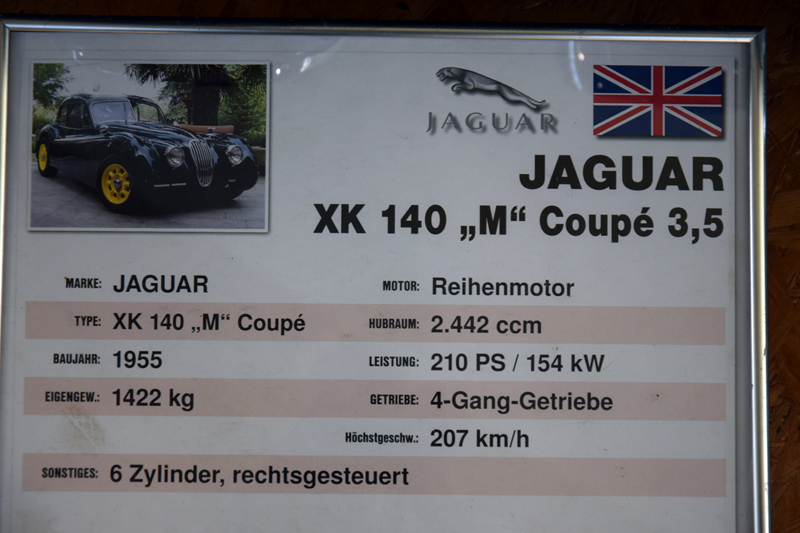 JAGUAR
JAGUAR
XK 140 „M“ Coupé 3,5
MARKE: JAGUAR
MOTOR: Reihenmotor
TYPE: XK 140 „M“ Coupé
HUBRAUM: 2.442 ccm
BAUJAHR: 1955
LEISTUNG: 210 PS / 154 kW
EIGENGEW.: 1422 kg
GETRIEBE: 4-Gang-Getriebe
Höchstgeschw.: 207 km/h
SONSTIGES: 6 Zylinder, rechtsgesteuert